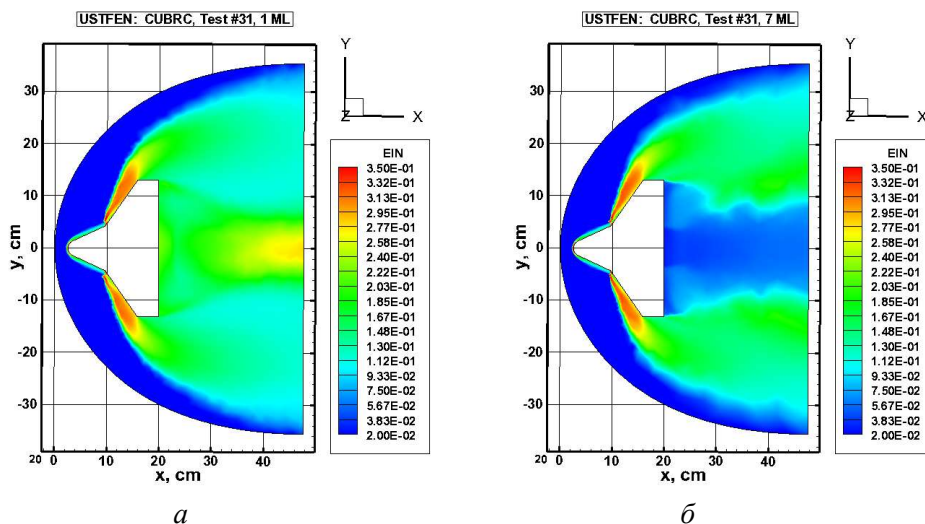 USTFEN: CUBRC, Test #31, 1 ML
Y
Z X
EIN
3.50E-01
3.32E-01
3.13E-01
2.95E-01
2.77E-01
2.58E-01
2.40E-01
2.22E-01
2.03E-01
1.85E-01
1.67E-01
1.48E-01
1.30E-01
1.12E-01
9.33E-02
7.50E-02
5.67E-02
3.83E-02
2.00E-02
y, cm
30
20
10
0
-10
-20
-30
20 0 10 20 30 40
x, cm
а
USTFEN: CUBRC, Test #31, 7 ML
Y
Z X
EIN
3.50E-01
3.32E-01
3.13E-01
2.95E-01
2.77E-01
2.58E-01
2.40E-01
2.22E-01
2.03E-01
1.85E-01
1.67E-01
1.48E-01
1.30E-01
1.12E-01
9.33E-02
7.50E-02
5.67E-02
3.83E-02
2.00E-02
y, cm
30
20
10
0
-10
-20
-30
20 0 10 20 30 40
x, cm
б